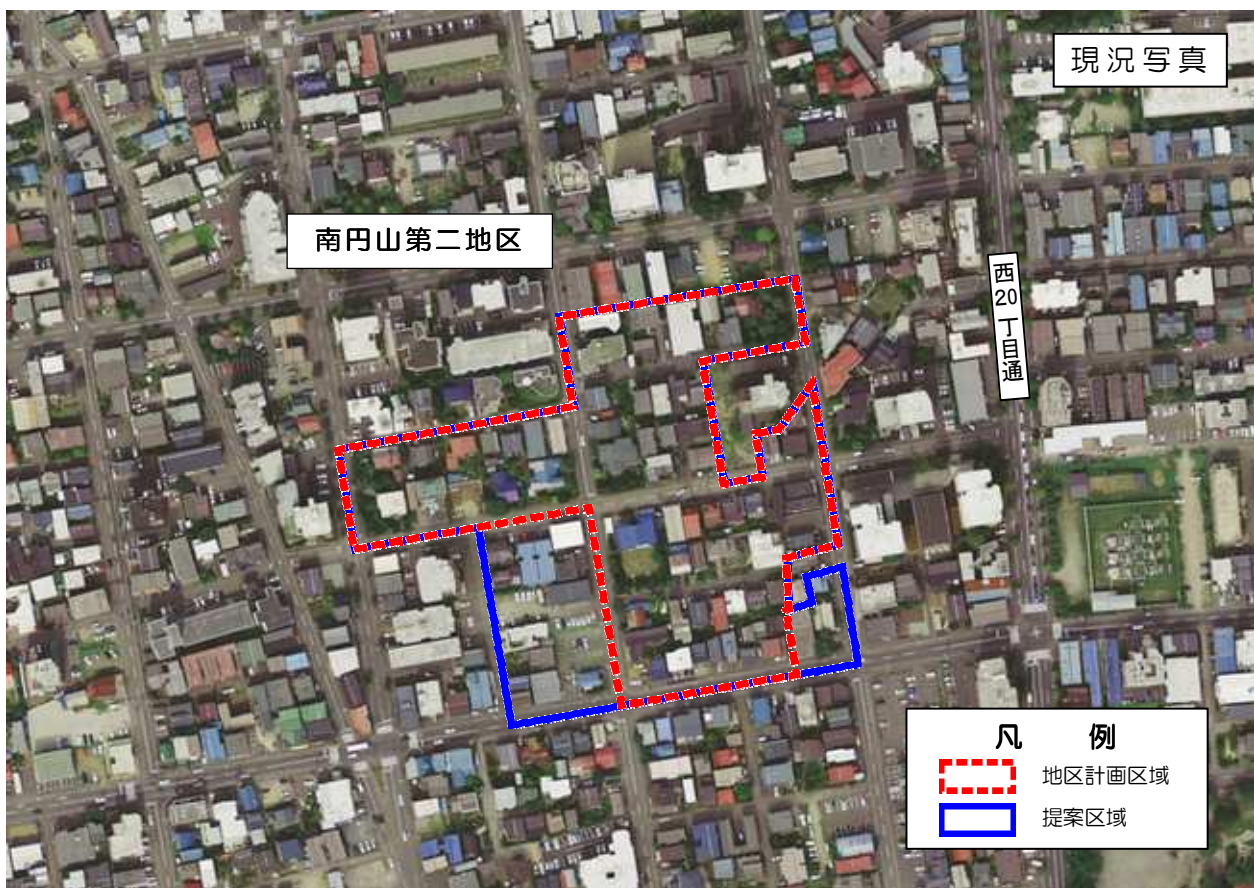 現況写真
南円山第二地区
西20丁目通
凡 例
地区計画区域
提案区域